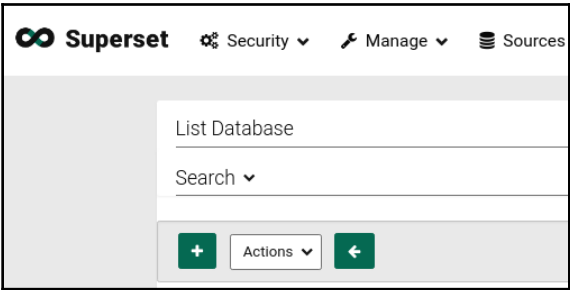 Superset Security Manage Sources
List Database
Search
+ Actions